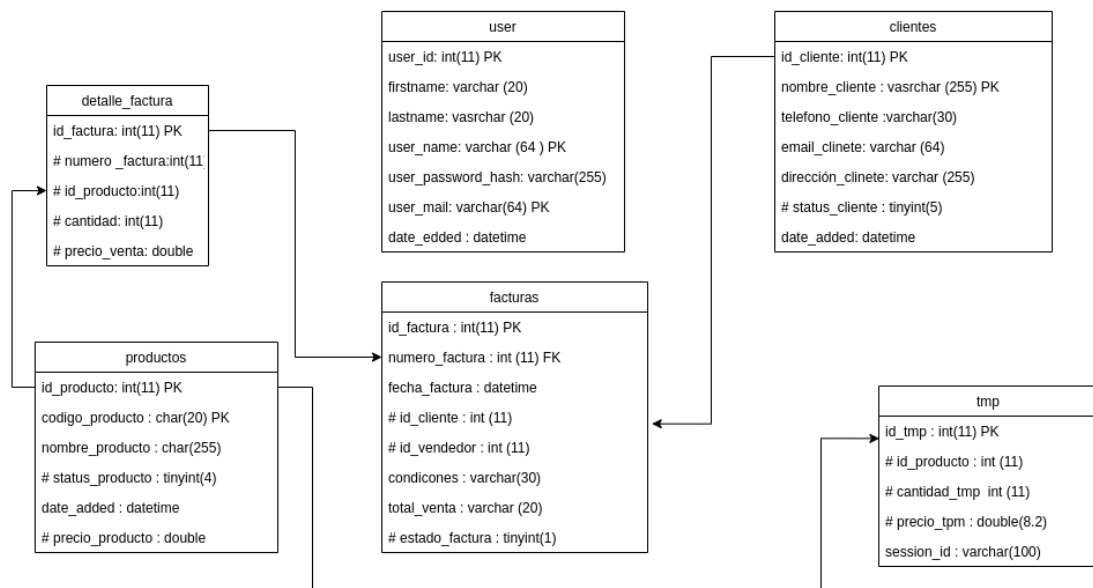 user
user_id: int(11) PK
firstname: varchar (20)
lastname: vasrchar (20)
user_name: varchar (64 ) PK
user_password_hash: varchar(255)
user_mail: varchar(64) PK
date_edded : datetime
clientes
id_cliente: int(11) PK
nombre_cliente : vasrchar (255) PK
telefono_cliente :varchar(30)
email_clinete: varchar (64)
dirección_clinete: varchar (255)
# status_cliente : tinyint(5)
date_added: datetime
detalle_factura
id_factura: int(11) PK
# numero _factura:int(11)
# id_producto:int(11)
# cantidad: int(11)
# precio_venta: double
facturas
id_factura : int(11) PK
numero_factura : int (11) FK
fecha_factura : datetime
# id_cliente : int (11)
# id_vendedor : int (11)
condicones : varchar(30)
total_venta : varchar (20)
# estado_factura : tinyint(1)
productos
id_producto: int(11) PK
codigo_producto : char(20) PK
nombre_producto : char(255)
# status_producto : tinyint(4)
date_added : datetime
# precio_producto : double
tmp
id_tmp : int(11) PK
# id_producto : int (11)
# cantidad_tmp int (11)
# precio_tpm : double(8.2)
session_id : varchar(100)